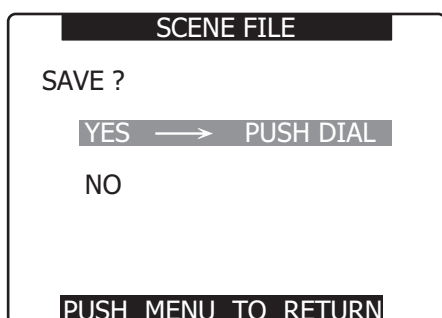 SCENE FILE
SAVE ?
YES → PUSH DIAL
NO
PUSH MENU TO RETURN